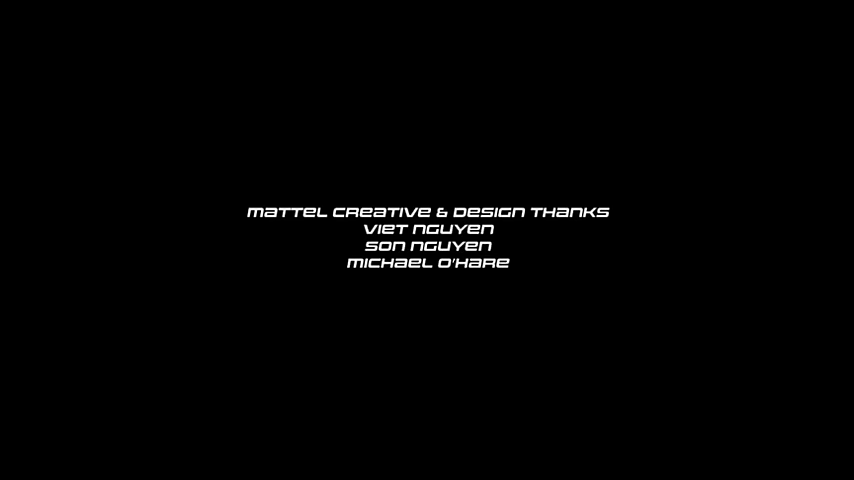 MATTEL CREATIVE & DESIGN THANKS
VIET NGUYEN
SON NGUYEN
MICHAEL O'HARE